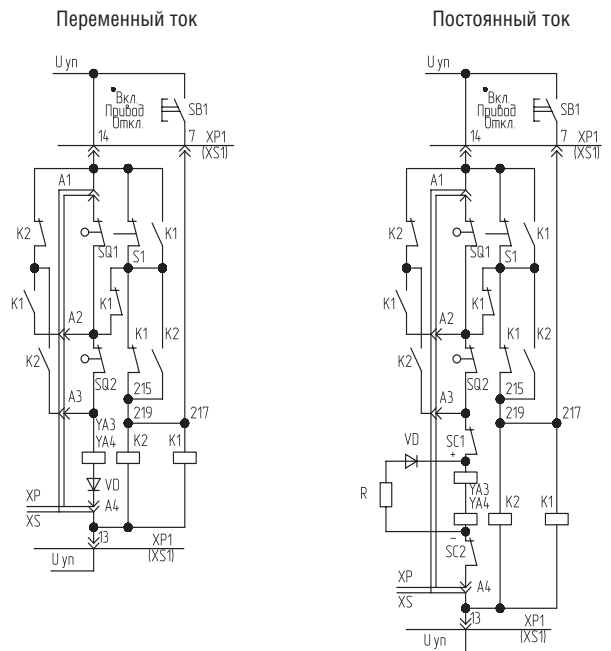 Переменный ток
U уп
Вкл.
Привод
Откл.
SB1
14
7
XP1
(XS1)
A1
K2
SQ1
S1
K1
K1
A2
K1
K1
K2
K2
SQ2
A3
215
219
217
YA3
YA4
K2
K1
VD
XP
A4
XS
13
XP1
(XS1)
U уп
Постоянный ток
U уп
Вкл.
Привод
Откл.
SB1
14
7
XP1
(XS1)
A1
K2
SQ1
S1
K1
K1
A2
K1
K1
K2
K2
SQ2
A3
215
219
217
SC1
VD
+
R
YA3
YA4
K2
K1
−
SC2
XP
A4
XS
13
XP1
(XS1)
U уп